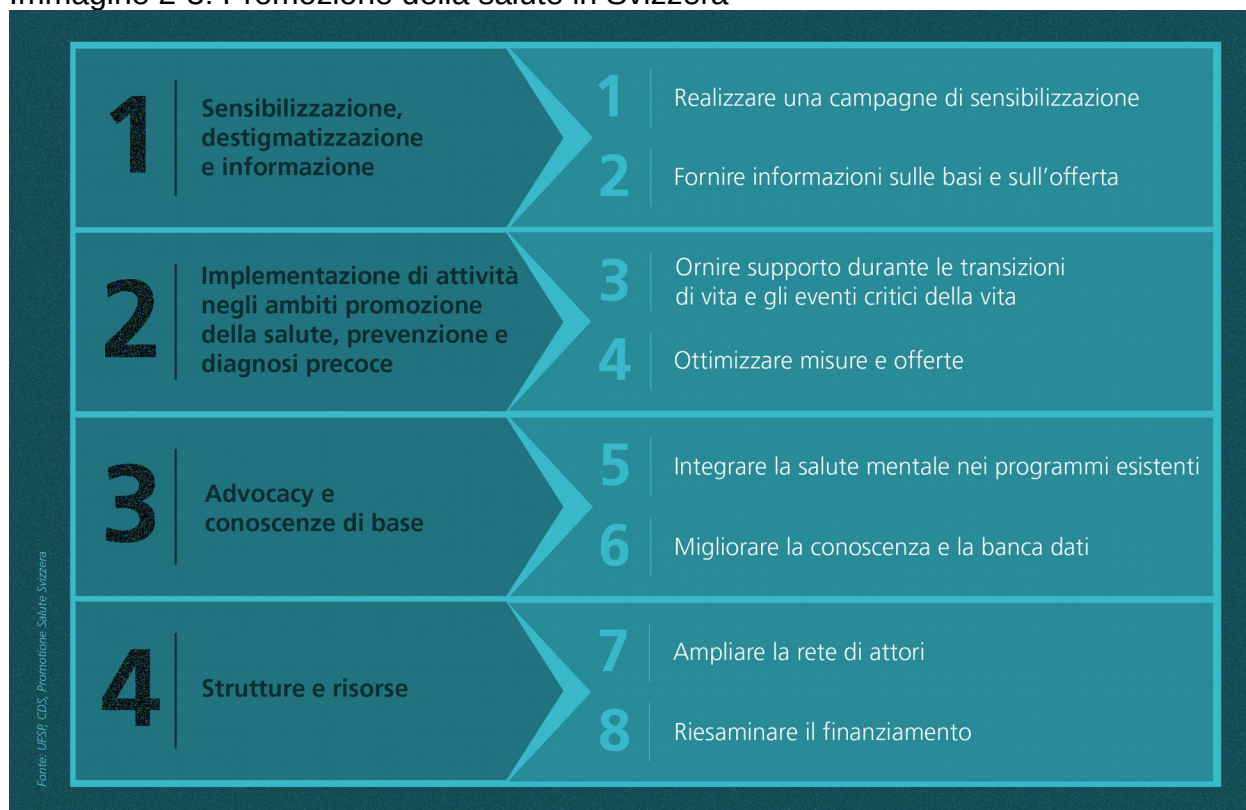 Immagine 2-3: Promozione della salute in Svizzera
1
Sensibilizzazione,
destigmatizzazione
e informazione
1
Realizzare una campagne di sensibilizzazione
2
Fornire informazioni sulle basi e sull'offerta
2
Implementazione di attività
negli ambiti promozione
della salute, prevenzione e
diagnosi precoce
3
Ornire supporto durante le transizioni
di vita e gli eventi critici della vita
4
Ottimizzare misure e offerte
3
Advocacy e
conoscenze di base
5
Integrare la salute mentale nei programmi esistenti
6
Migliorare la conoscenza e la banca dati
4
Strutture e risorse
7
Ampliare la rete di attori
8
Riesaminare il finanziamento
Fonte: UFSP, CDS, Promotione Salute Svizzera